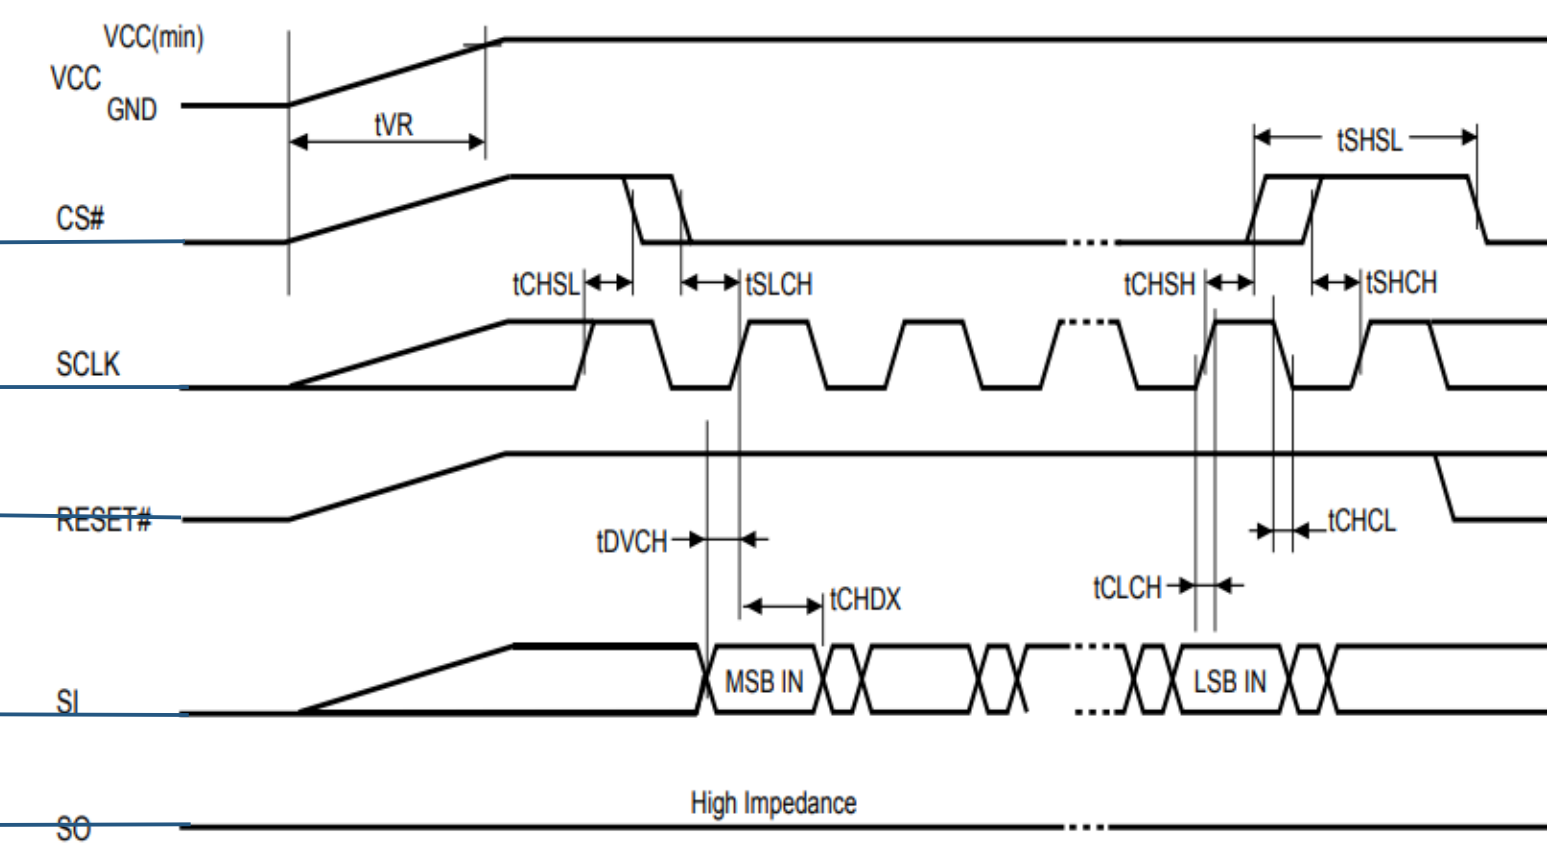 VCC(min)
VCC
GND
tVR
tSHSL
CS#
tCHSL
tSLCH
tCHSH
tSHCH
SCLK
RESET#
tCHCL
tDVCH
tCLCH
tCHDX
MSB IN
LSB IN
SI
High Impedance
SO